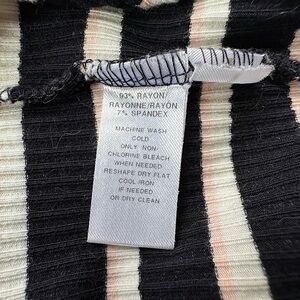 93% RAYON/
RAYONNE/RAYÓN
7% SPANDEX
MACHINE WASH
COLD
ONLY NON-
CHLORINE BLEACH
WHEN NEEDED
RESHAPE DRY FLAT
COOL IRON
IF NEEDED
OR DRY CLEAN